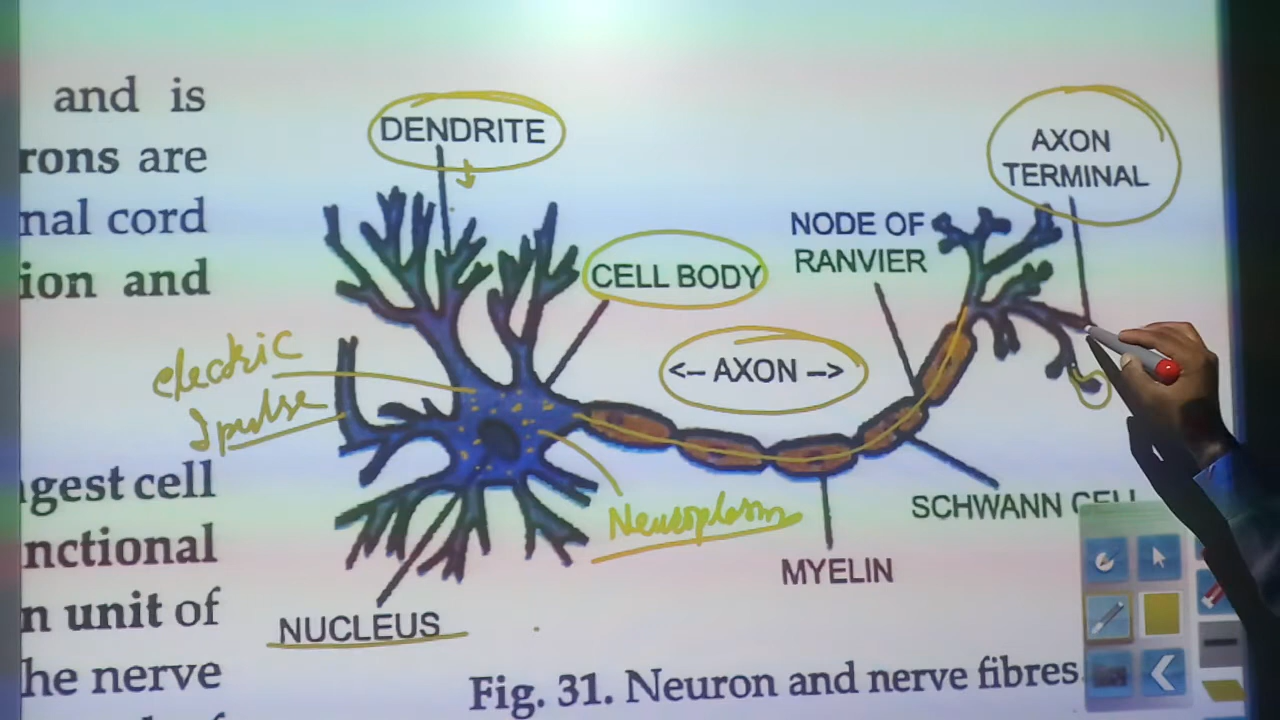 and is
rons are
nal cord
ion and
gest cell
nctional
n unit of
he nerve
DENDRITE
CELL BODY
<– AXON –>
NODE OF
RANVIER
AXON
TERMINAL
electric
Ipulse
Neuroplasm
SCHWANN CELL
MYELIN
NUCLEUS
Fig. 31. Neuron and nerve fibres